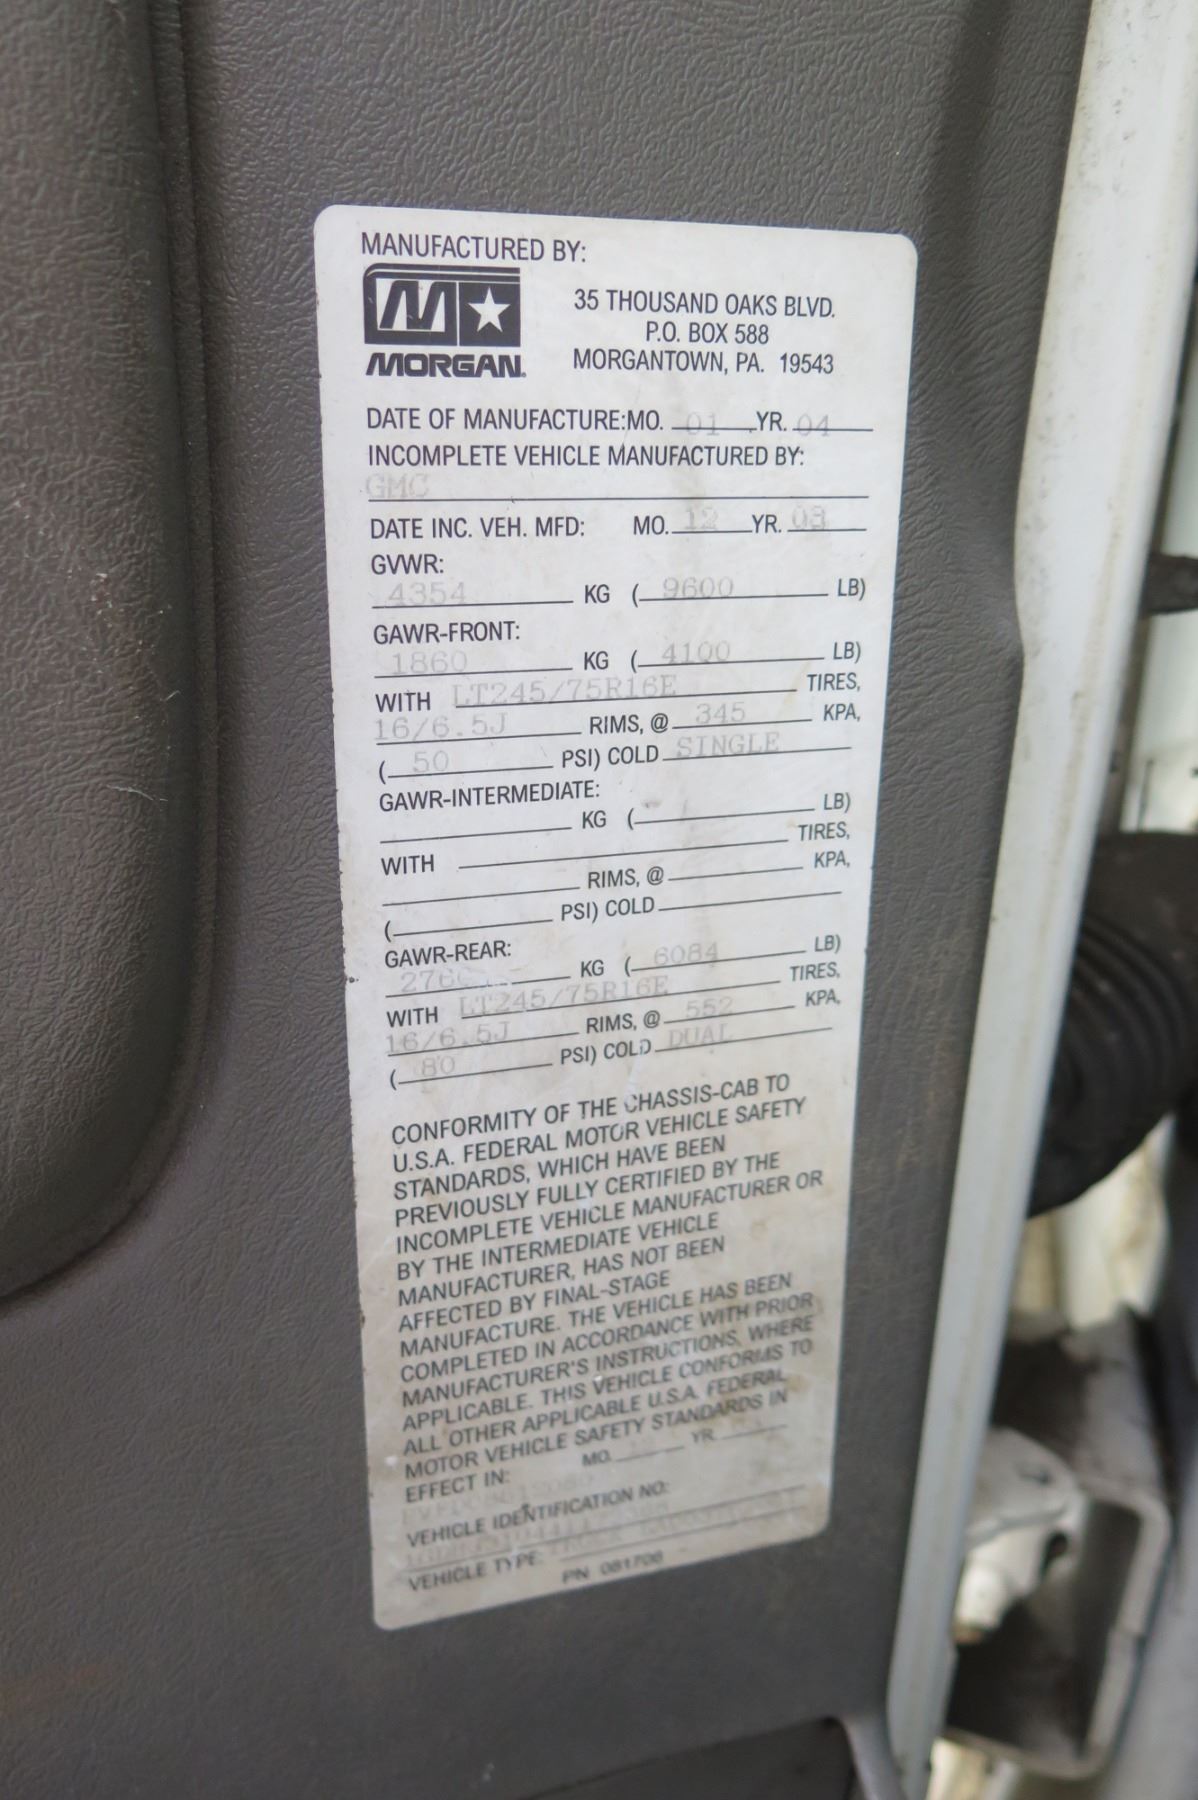 MANUFACTURED BY:
MORGAN
35 THOUSAND OAKS BLVD.
P.O. BOX 588
MORGANTOWN, PA. 19543
DATE OF MANUFACTURE: MO. 01 YR. 04
INCOMPLETE VEHICLE MANUFACTURED BY:
GMC
DATE INC. VEH. MFD: MO. 12 YR. 03
GVWR:
4354 KG (9600 LB)
GAWR-FRONT:
1860 KG (4100 LB)
WITH LT245/75R16E TIRES,
16/6.5J RIMS, @ 345 KPA,
(50 PSI) COLD SINGLE
GAWR-INTERMEDIATE:
KG ( LB)
WITH TIRES,
RIMS, @ KPA,
( PSI) COLD
GAWR-REAR:
2760 KG (6084 LB)
WITH LT245/75R16E TIRES,
16/6.5J RIMS, @ 552 KPA,
(80 PSI) COLD DUAL
CONFORMITY OF THE CHASSIS-CAB TO
U.S.A. FEDERAL MOTOR VEHICLE SAFETY
STANDARDS, WHICH HAVE BEEN
PREVIOUSLY FULLY CERTIFIED BY THE
INCOMPLETE VEHICLE MANUFACTURER OR
BY THE INTERMEDIATE VEHICLE
MANUFACTURER, HAS NOT BEEN
AFFECTED BY FINAL-STAGE
MANUFACTURE. THE VEHICLE HAS BEEN
COMPLETED IN ACCORDANCE WITH PRIOR
MANUFACTURER'S INSTRUCTIONS, WHERE
APPLICABLE. THIS VEHICLE CONFORMS TO
ALL OTHER APPLICABLE U.S.A. FEDERAL
MOTOR VEHICLE SAFETY STANDARDS IN
EFFECT IN: MO. YR.
VEHICLE IDENTIFICATION NO:
VEHICLE TYPE: TRUCK
PN 081708